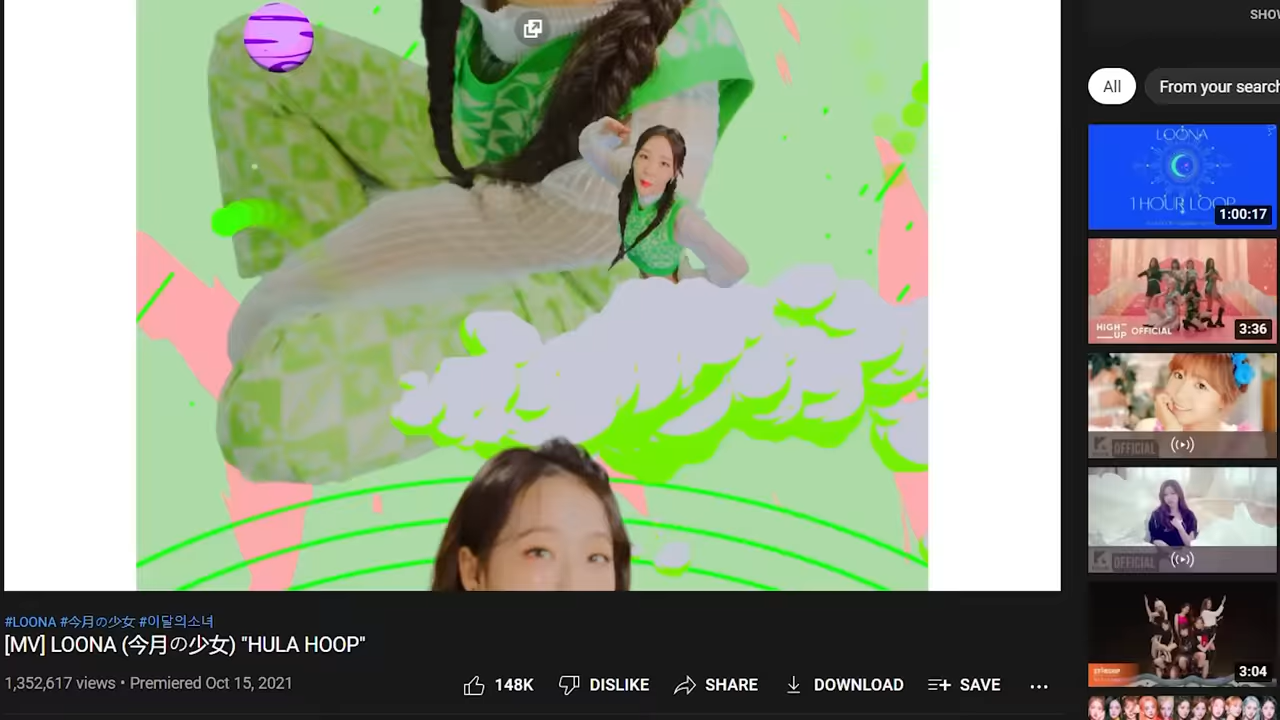 SHOW
All
From your search
LOONA
1 HOUR LOOP
1:00:17
HIGH UP OFFICIAL
3:36
OFFICIAL
OFFICIAL
3:04
#LOONA #今月の少女 #이달의소녀
[MV] LOONA (今月の少女) "HULA HOOP"
1,352,617 views • Premiered Oct 15, 2021
148K
DISLIKE
SHARE
DOWNLOAD
SAVE